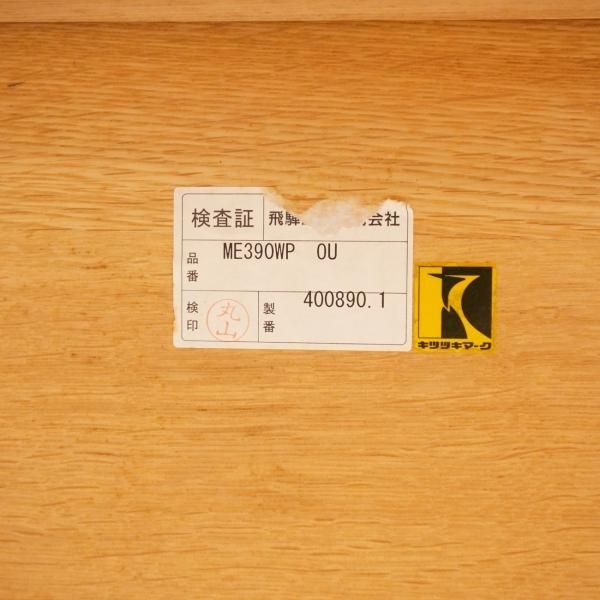 検査証 飛騨 会社
品番 ME390WP OU
検印 丸山 製番 400890.1
キツツキマーク